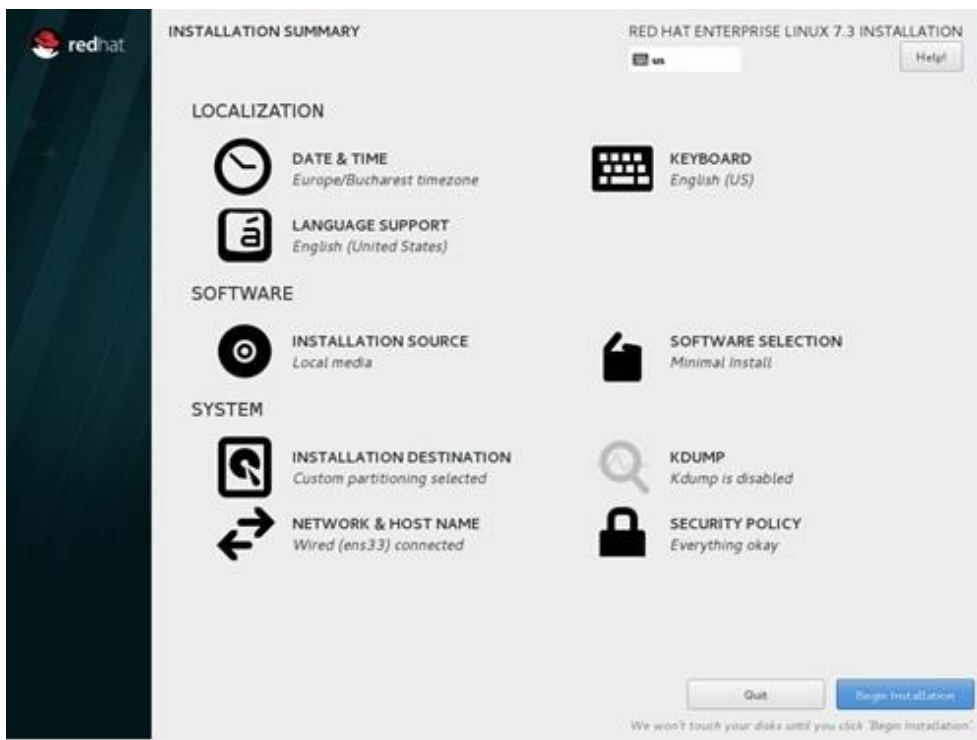 redhat
INSTALLATION SUMMARY
RED HAT ENTERPRISE LINUX 7.3 INSTALLATION
us
Help!
LOCALIZATION
DATE & TIME
Europe/Bucharest timezone
KEYBOARD
English (US)
á
LANGUAGE SUPPORT
English (United States)
SOFTWARE
INSTALLATION SOURCE
Local media
SOFTWARE SELECTION
Minimal Install
SYSTEM
INSTALLATION DESTINATION
Custom partitioning selected
KDUMP
Kdump is disabled
NETWORK & HOST NAME
Wired (ens33) connected
SECURITY POLICY
Everything okay
Quit
Begin Installation
We won't touch your disks until you click 'Begin Installation'.